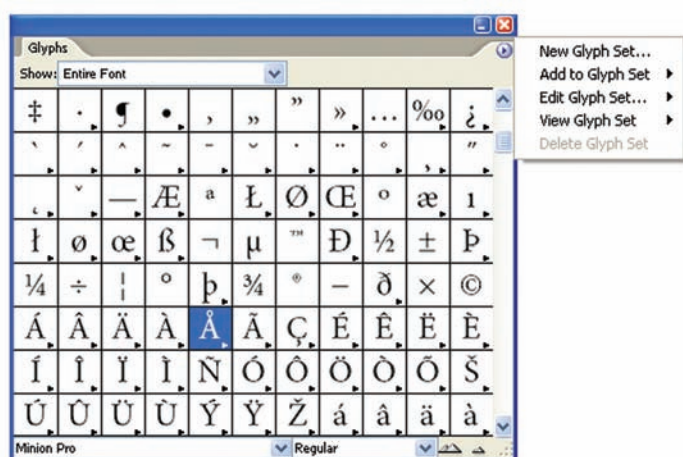 Glyphs
Show: Entire Font
New Glyph Set...
Add to Glyph Set
Edit Glyph Set...
View Glyph Set
Delete Glyph Set
‡ · ¶ • ‚ „ ” » … ‰ ¿
` ´ ˆ ˜ ¯ ˘ ˙ ¨ ˚ ¸ ˝
˛ ˇ — Æ ª Ł Ø Œ º æ ı
ł ø œ ß ¬ µ ™ Ð ½ ± Þ
¼ ÷ ¦ ° þ ¾ ® − ð × ©
Á Â Ä À Å Ã Ç É Ê Ë È
Í Î Ï Ì Ñ Ó Ô Ö Ò Õ Š
Ú Û Ü Ù Ý Ÿ Ž á â ä à
Minion Pro Regular